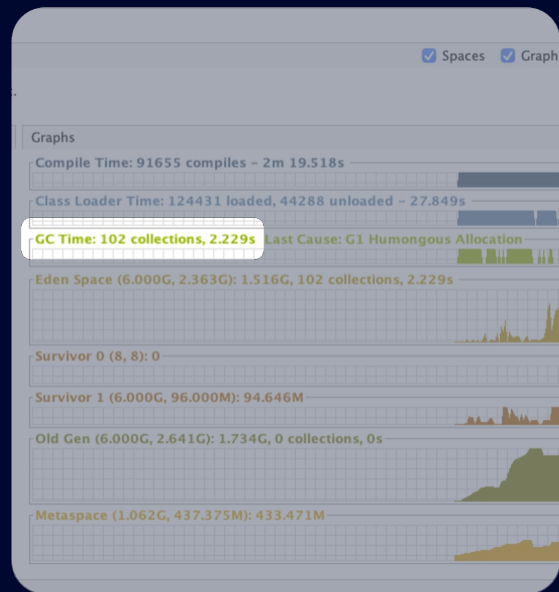 Spaces Graph
Graphs
Compile Time: 91655 compiles - 2m 19.518s
Class Loader Time: 124431 loaded, 44288 unloaded - 27.849s
GC Time: 102 collections, 2.229s Last Cause: G1 Humongous Allocation
Eden Space (6.000G, 2.363G): 1.516G, 102 collections, 2.229s
Survivor 0 (8, 8): 0
Survivor 1 (6.000G, 96.000M): 94.646M
Old Gen (6.000G, 2.641G): 1.734G, 0 collections, 0s
Metaspace (1.062G, 437.375M): 433.471M